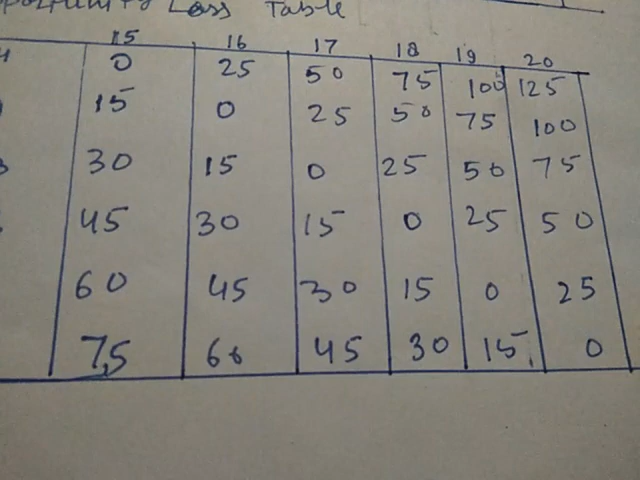 Loss Table
15 16 17 18 19 20
0 25 50 75 100 125
15 0 25 50 75 100
30 15 0 25 50 75
45 30 15 0 25 50
60 45 30 15 0 25
75 60 45 30 15 0